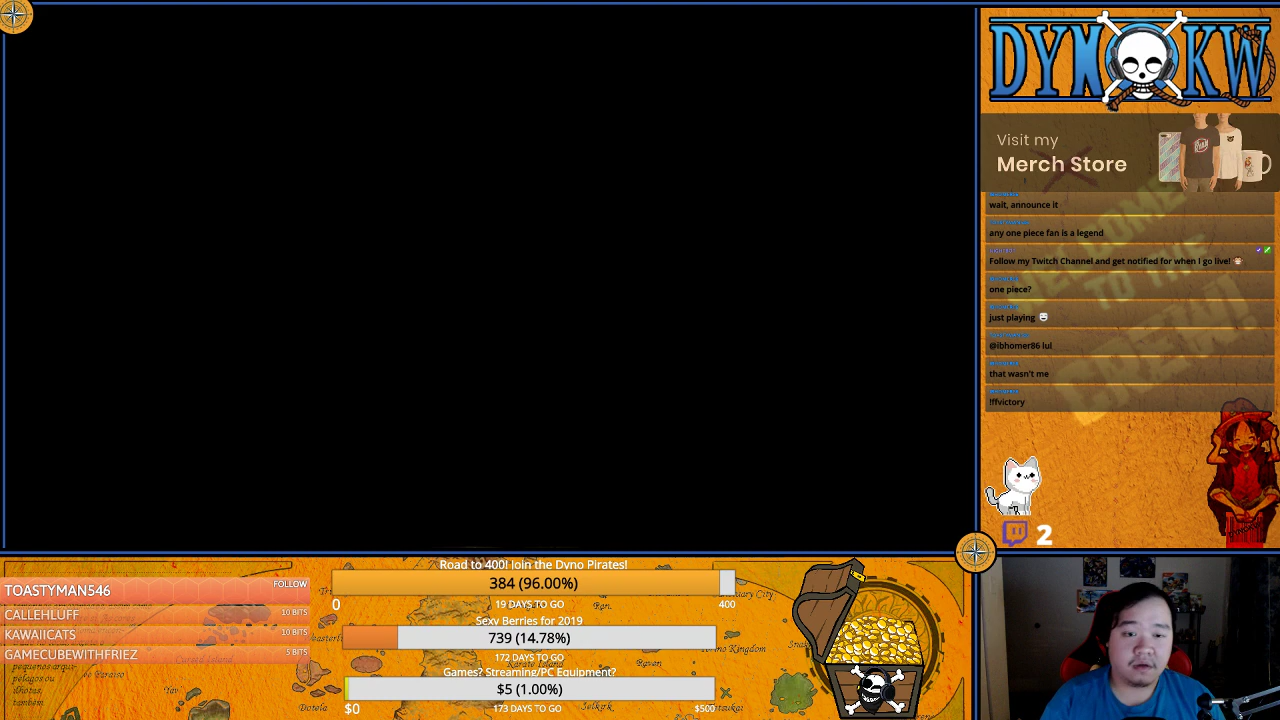 DYNOKW
Visit my
Merch Store
wait, announce it
any one piece fan is a legend
Follow my Twitch Channel and get notified for when I go live!
one piece?
just playing
@ibhomer86 lul
that wasn't me
!ffvictory
WELCOME
TO THE
CREW!
2
TOASTYMAN546 FOLLOW
CALLEHLUFF 10 BITS
KAWAIICATS 10 BITS
GAMECUBEWITHFRIEZ 5 BITS
Road to 400! Join the Dyno Pirates!
384 (96.00%)
0 19 DAYS TO GO 400
Sexy Berries for 2019
739 (14.78%)
172 DAYS TO GO
Games? Streaming/PC Equipment?
$5 (1.00%)
$0 173 DAYS TO GO $500